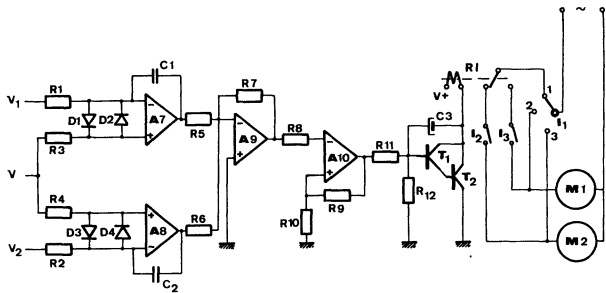 ~
C1
R1
R7
RI
V+
1
V1
D1
D2
A7
R5
R8
C3
2
I1
R3
A9
R11
I2
I3
3
V
A10
T1
T2
R4
R6
R12
M1
D3
D4
A8
R9
R10
M2
V2
R2
C2
− + + − − + − +